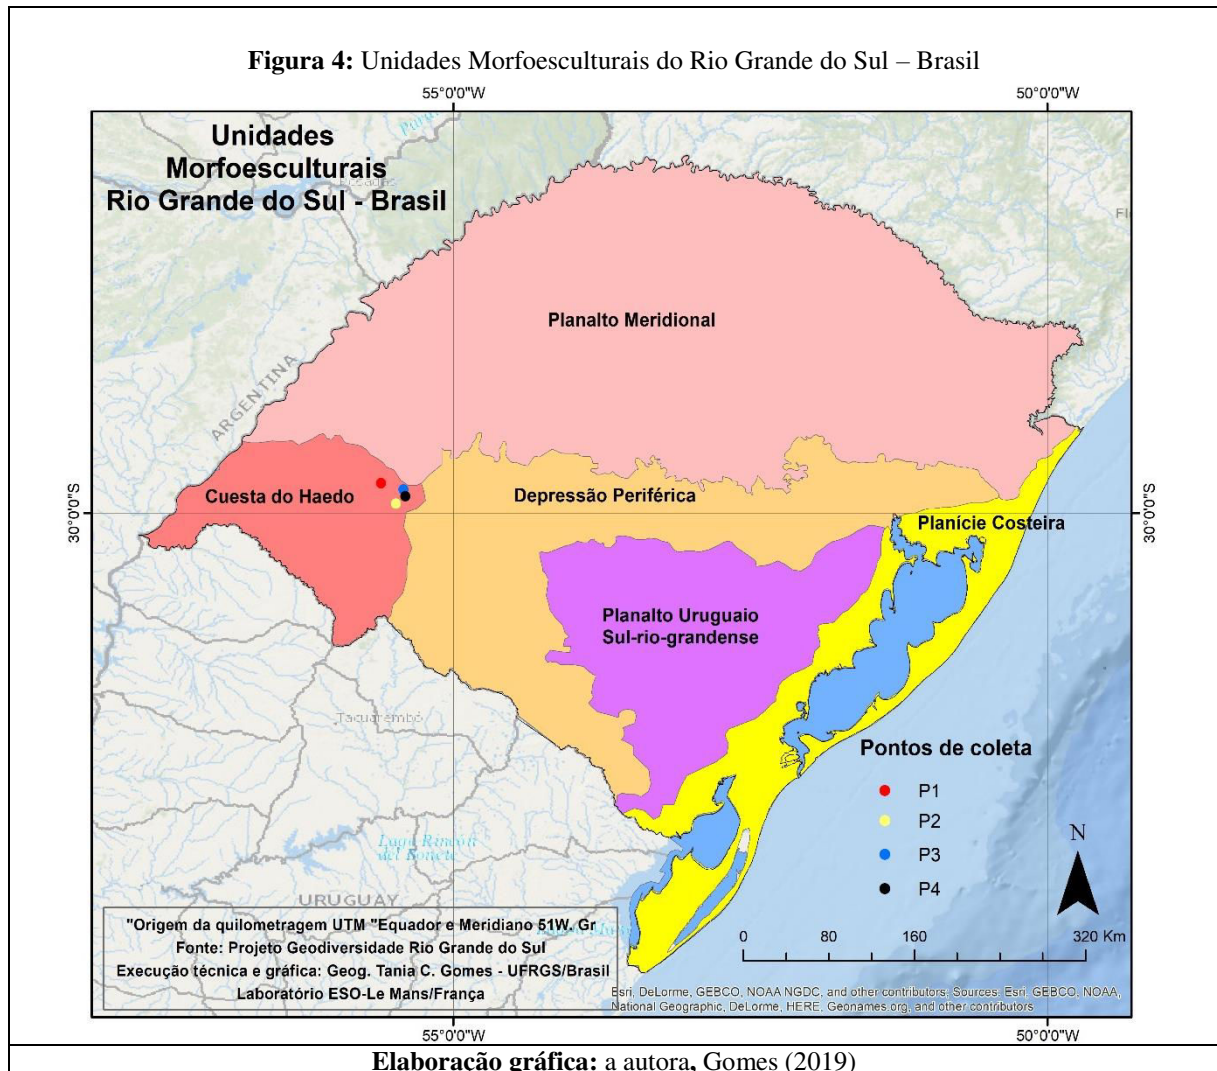 Figura 4: Unidades Morfoesculturais do Rio Grande do Sul – Brasil
55°0'0"W
50°0'0"W
Unidades
Morfoesculturais
Rio Grande do Sul - Brasil
Planalto Meridional
ARGENTINA
Cuesta do Haedo
Depressão Periférica
30°0'0"S
30°0'0"S
Planície Costeira
Planalto Uruguaio
Sul-rio-grandense
Tacuarembó
Pontos de coleta
P1
P2
P3
P4
N
Lago Rincón
del Bonete
URUGUAY
"Origem da quilometragem UTM "Equador e Meridiano 51W. Gr
Fonte: Projeto Geodiversidade Rio Grande do Sul
Execução técnica e gráfica: Geog. Tania C. Gomes - UFRGS/Brasil
Laboratório ESO-Le Mans/França
0 80 160 320 Km
Esri, DeLorme, GEBCO, NOAA NGDC, and other contributors; Sources: Esri, GEBCO, NOAA,
National Geographic, DeLorme, HERE, Geonames.org, and other contributors
55°0'0"W
50°0'0"W
Elaboração gráfica: a autora, Gomes (2019)